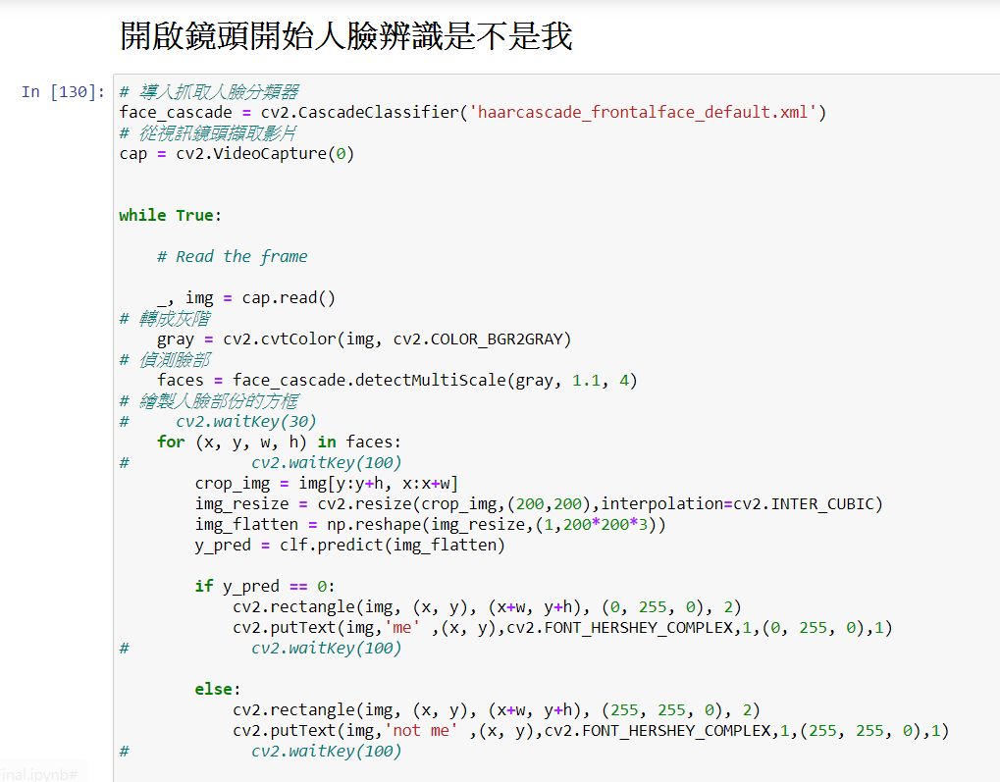 開啟鏡頭開始人臉辨識是不是我
In [130]:
# 導入抓取人臉分類器
face_cascade = cv2.CascadeClassifier('haarcascade_frontalface_default.xml')
# 從視訊鏡頭擷取影片
cap = cv2.VideoCapture(0)
while True:
# Read the frame
_, img = cap.read()
# 轉成灰階
gray = cv2.cvtColor(img, cv2.COLOR_BGR2GRAY)
# 偵測臉部
faces = face_cascade.detectMultiScale(gray, 1.1, 4)
# 繪製人臉部份的方框
#     cv2.waitKey(30)
for (x, y, w, h) in faces:
#             cv2.waitKey(100)
crop_img = img[y:y+h, x:x+w]
img_resize = cv2.resize(crop_img,(200,200),interpolation=cv2.INTER_CUBIC)
img_flatten = np.reshape(img_resize,(1,200*200*3))
y_pred = clf.predict(img_flatten)
if y_pred == 0:
cv2.rectangle(img, (x, y), (x+w, y+h), (0, 255, 0), 2)
cv2.putText(img,'me' ,(x, y),cv2.FONT_HERSHEY_COMPLEX,1,(0, 255, 0),1)
#             cv2.waitKey(100)
else:
cv2.rectangle(img, (x, y), (x+w, y+h), (255, 255, 0), 2)
cv2.putText(img,'not me' ,(x, y),cv2.FONT_HERSHEY_COMPLEX,1,(255, 255, 0),1)
#             cv2.waitKey(100)
inal.ipynb#